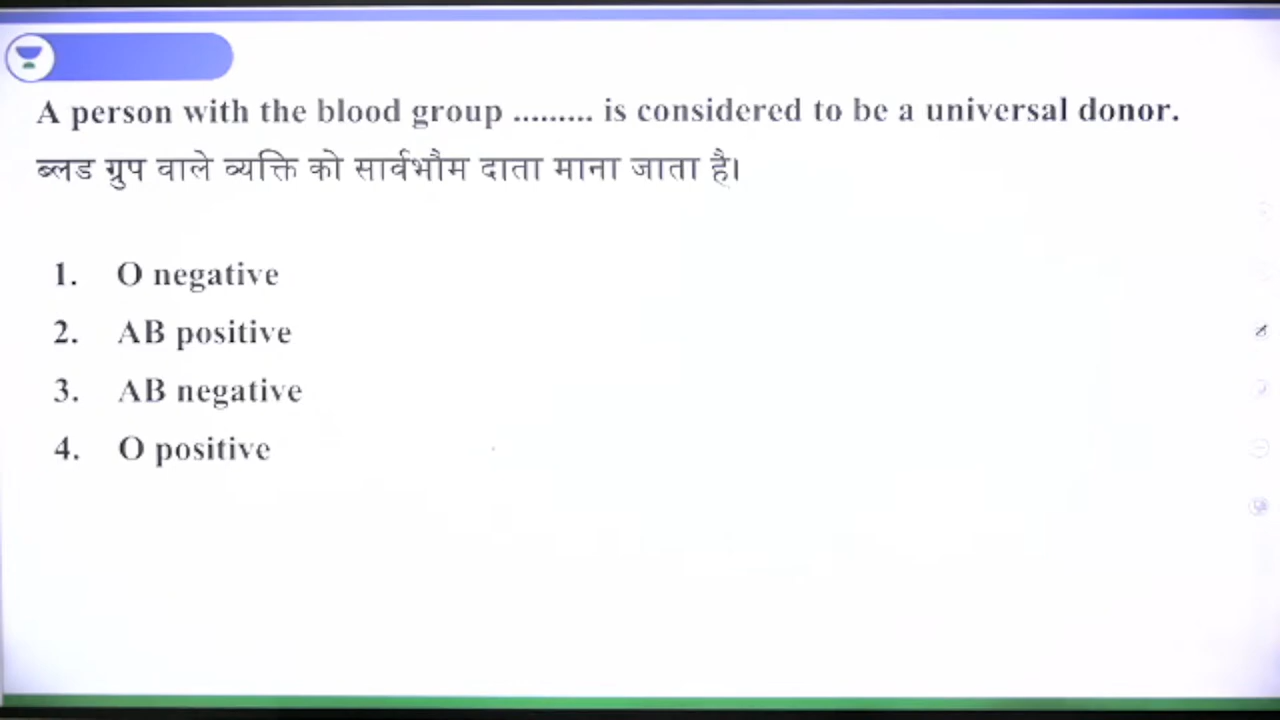 A person with the blood group ......... is considered to be a universal donor.
ब्लड ग्रुप वाले व्यक्ति को सार्वभौम दाता माना जाता है।
1. O negative
2. AB positive
3. AB negative
4. O positive